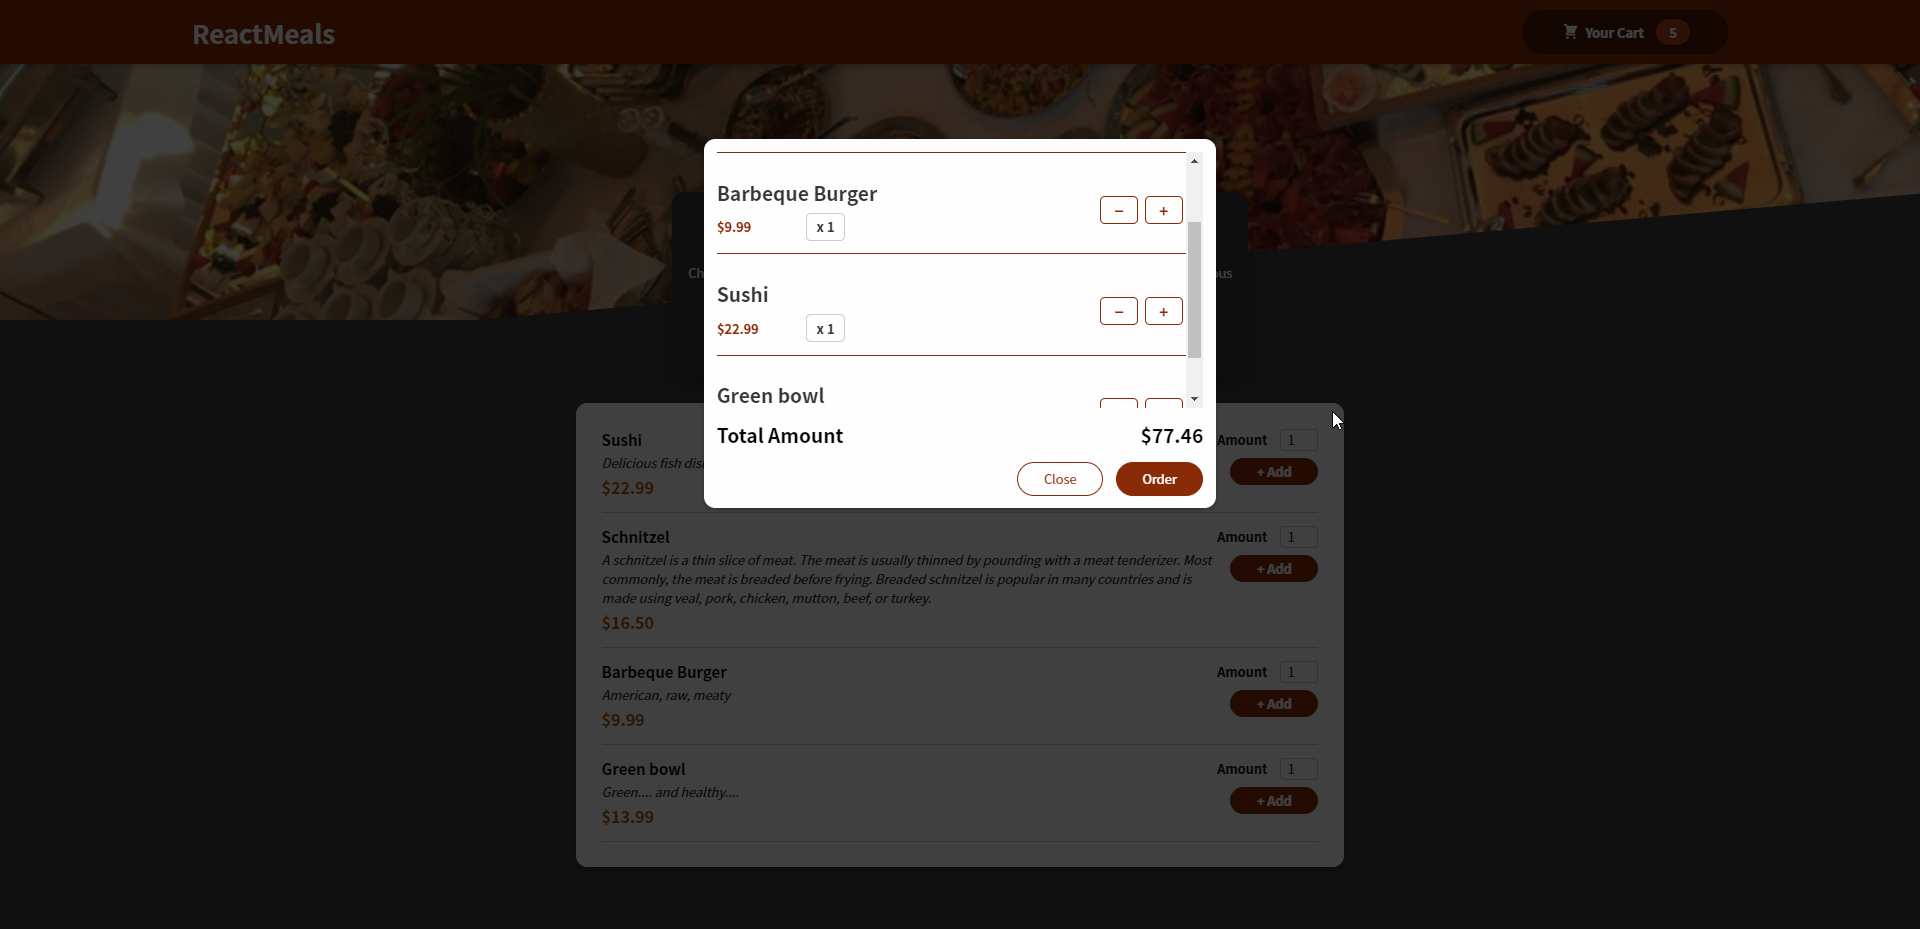 ReactMeals
Your Cart 5
Ch
ous
Barbeque Burger
$9.99 x 1
− +
Sushi
$22.99 x 1
− +
Green bowl
Total Amount $77.46
Close Order
Sushi
Delicious fish dis
$22.99
Amount 1
+ Add
Schnitzel
A schnitzel is a thin slice of meat. The meat is usually thinned by pounding with a meat tenderizer. Most
commonly, the meat is breaded before frying. Breaded schnitzel is popular in many countries and is
made using veal, pork, chicken, mutton, beef, or turkey.
$16.50
Amount 1
+ Add
Barbeque Burger
American, raw, meaty
$9.99
Amount 1
+ Add
Green bowl
Green.... and healthy....
$13.99
Amount 1
+ Add